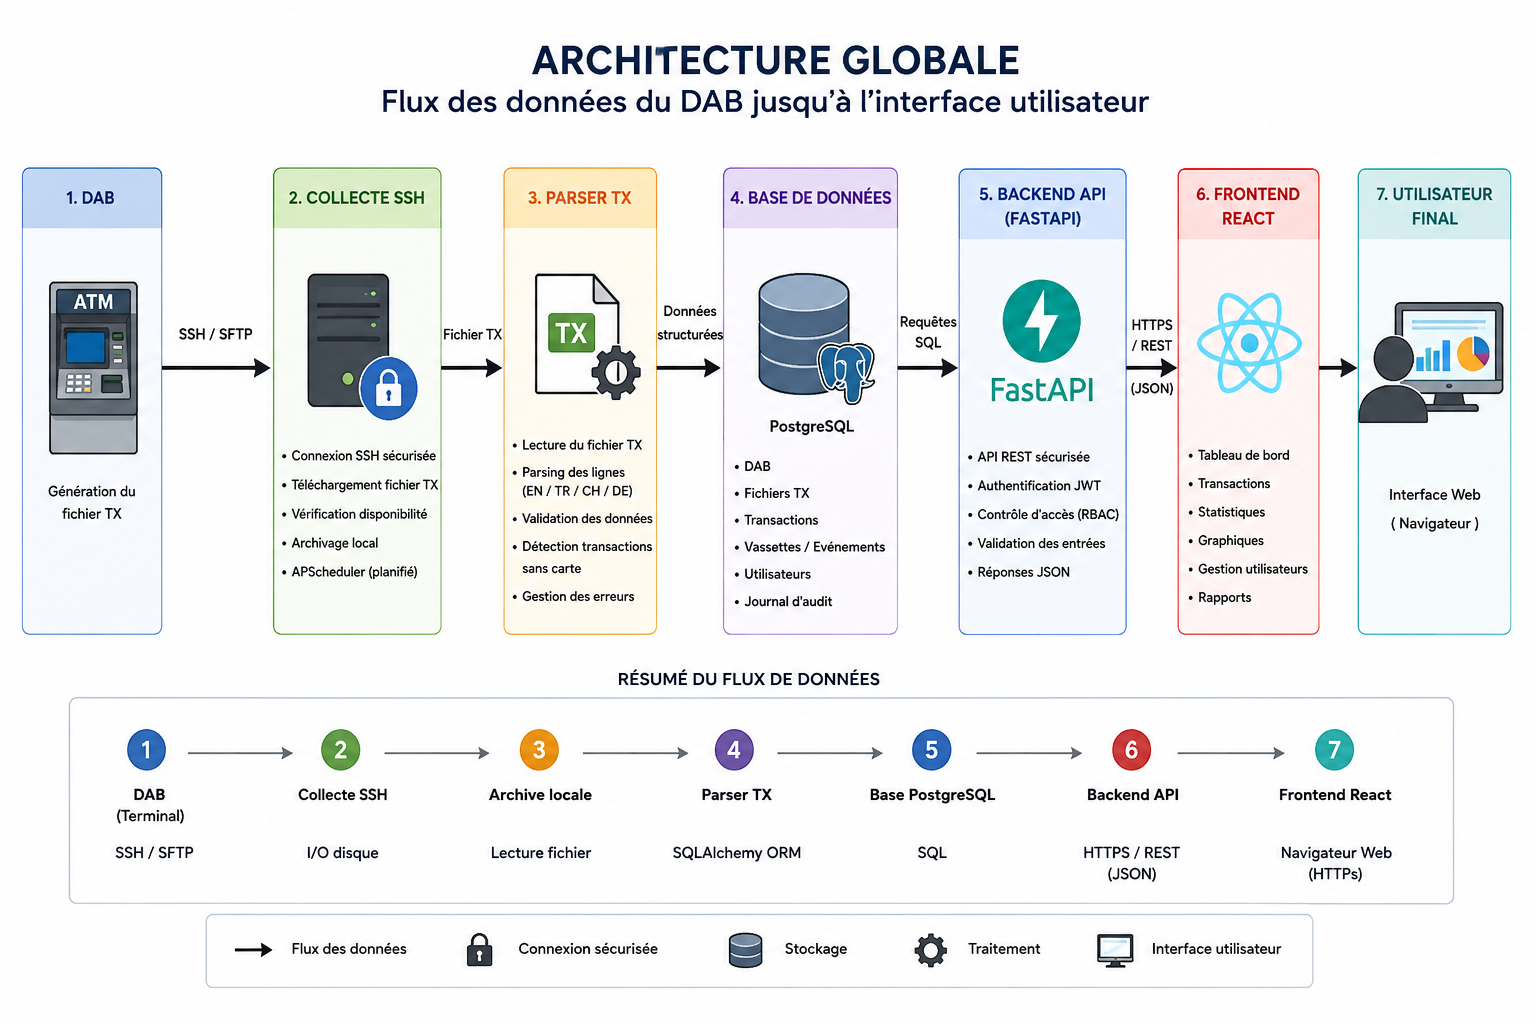 ARCHITECTURE GLOBALE
Flux des données du DAB jusqu'à l'interface utilisateur
1. DAB
ATM
Génération du
fichier TX
SSH / SFTP
2. COLLECTE SSH
• Connexion SSH sécurisée
• Téléchargement fichier TX
• Vérification disponibilité
• Archivage local
• APScheduler (planifié)
Fichier TX
3. PARSER TX
TX
• Lecture du fichier TX
• Parsing des lignes
(EN / TR / CH / DE)
• Validation des données
• Détection transactions
sans carte
• Gestion des erreurs
Données
structurées
4. BASE DE DONNÉES
PostgreSQL
• DAB
• Fichiers TX
• Transactions
• Vassettes / Evénements
• Utilisateurs
• Journal d'audit
Requêtes
SQL
5. BACKEND API
(FASTAPI)
FastAPI
• API REST sécurisée
• Authentification JWT
• Contrôle d'accès (RBAC)
• Validation des entrées
• Réponses JSON
HTTPS
/ REST
(JSON)
6. FRONTEND
REACT
• Tableau de bord
• Transactions
• Statistiques
• Graphiques
• Gestion utilisateurs
• Rapports
7. UTILISATEUR
FINAL
Interface Web
( Navigateur )
RÉSUMÉ DU FLUX DE DONNÉES
1
DAB
(Terminal)
SSH / SFTP
2
Collecte SSH
I/O disque
3
Archive locale
Lecture fichier
4
Parser TX
SQLAlchemy ORM
5
Base PostgreSQL
SQL
6
Backend API
HTTPS / REST
(JSON)
7
Frontend React
Navigateur Web
(HTTPs)
Flux des données
Connexion sécurisée
Stockage
Traitement
Interface utilisateur